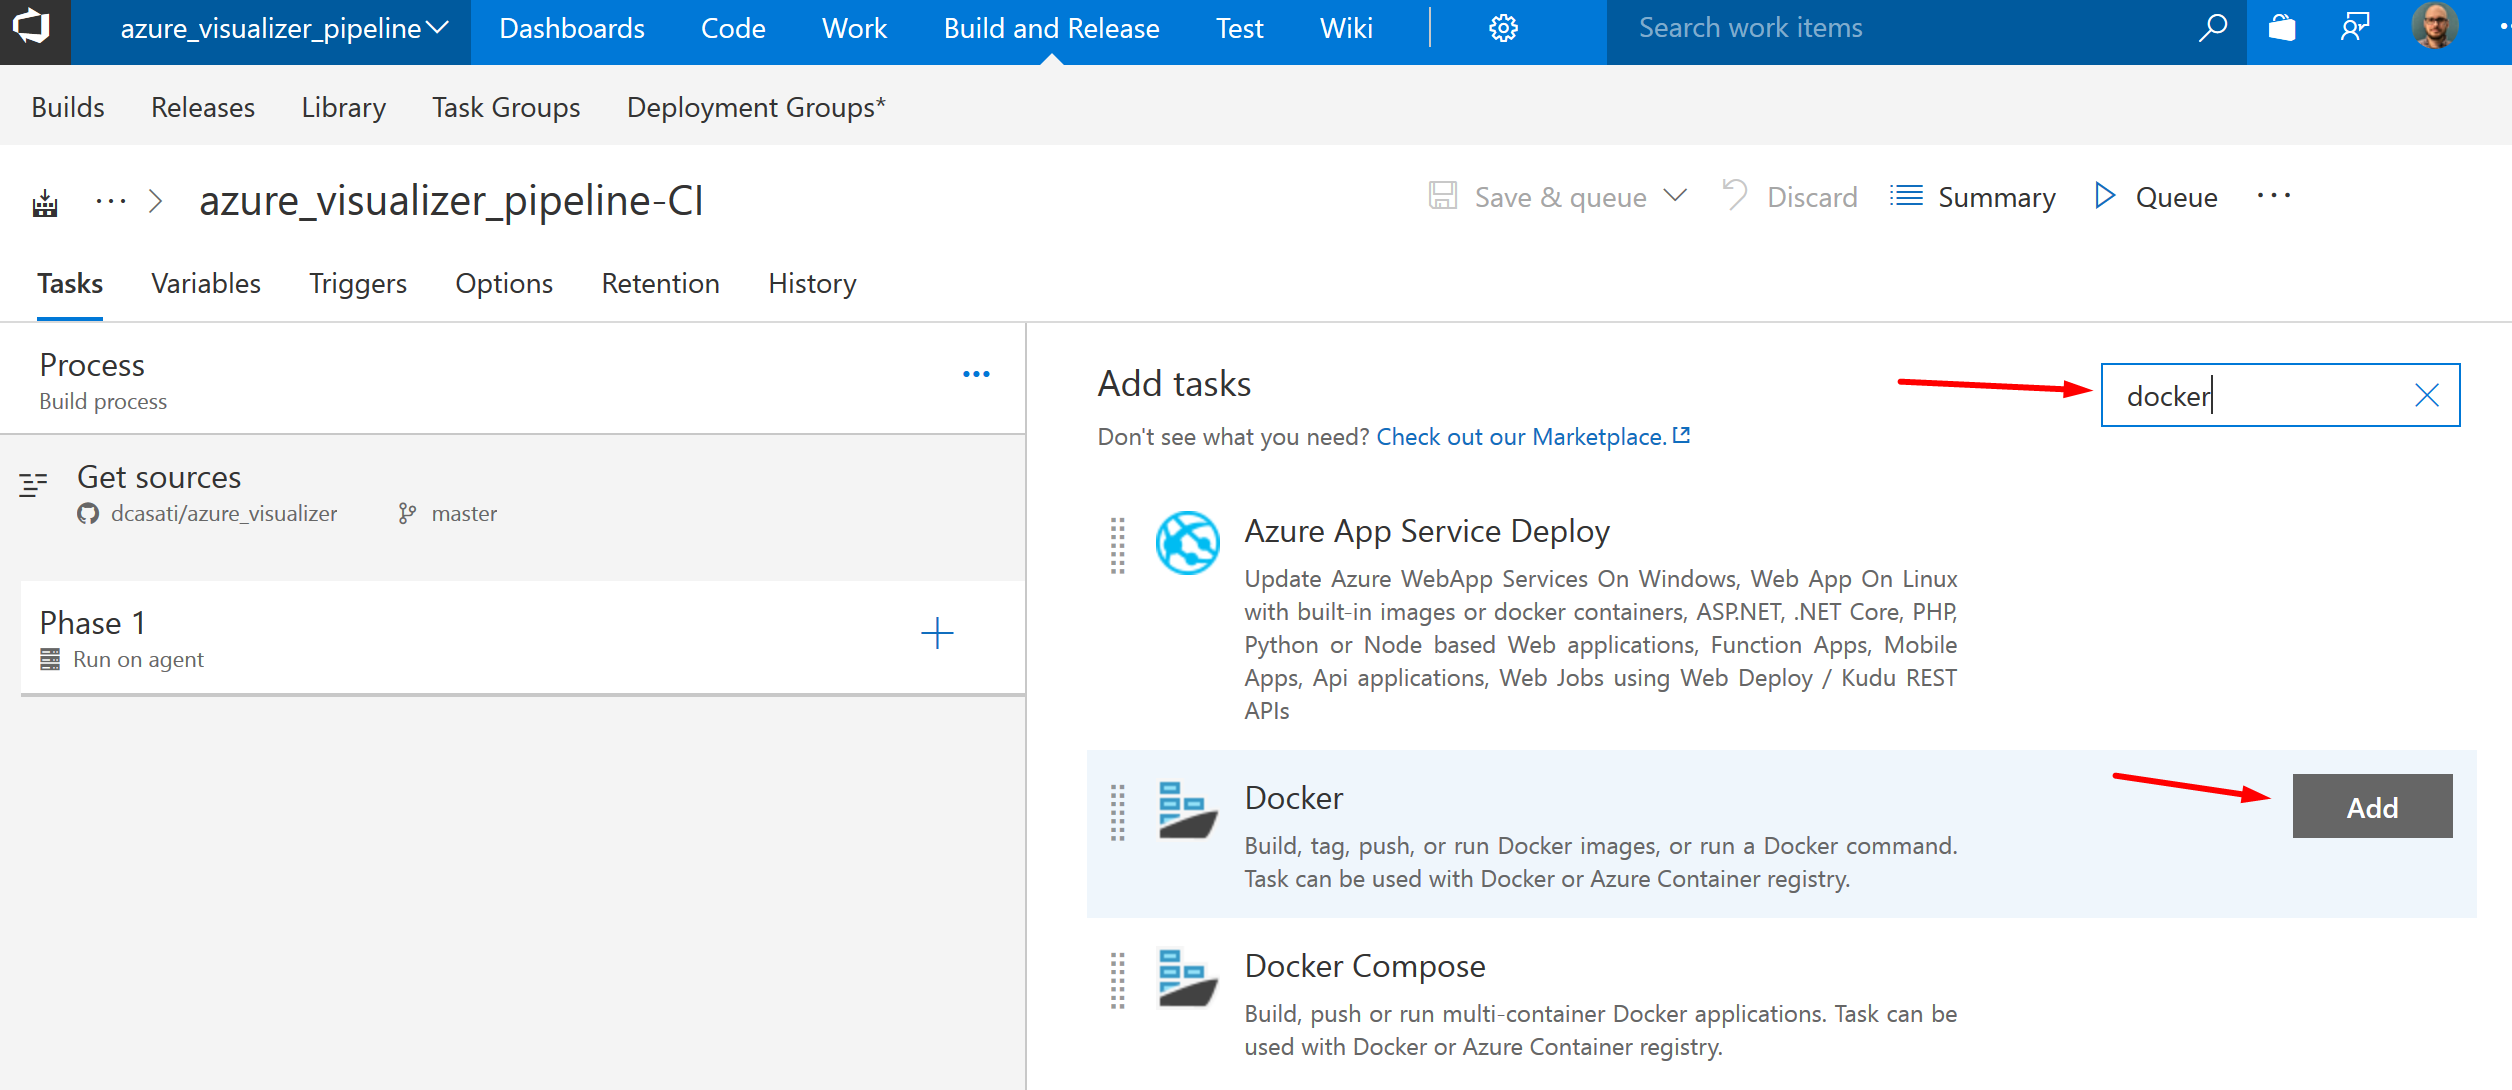 azure_visualizer_pipeline Dashboards Code Work Build and Release Test Wiki Search work items
Builds Releases Library Task Groups Deployment Groups*
... > azure_visualizer_pipeline-CI Save & queue Discard Summary Queue ...
Tasks Variables Triggers Options Retention History
Process
Build process
Get sources
dcasati/azure_visualizer master
Phase 1
Run on agent
Add tasks
docker
Don't see what you need? Check out our Marketplace.
Azure App Service Deploy
Update Azure WebApp Services On Windows, Web App On Linux
with built-in images or docker containers, ASP.NET, .NET Core, PHP,
Python or Node based Web applications, Function Apps, Mobile
Apps, Api applications, Web Jobs using Web Deploy / Kudu REST
APIs
Docker
Add
Build, tag, push, or run Docker images, or run a Docker command.
Task can be used with Docker or Azure Container registry.
Docker Compose
Build, push or run multi-container Docker applications. Task can be
used with Docker or Azure Container registry.